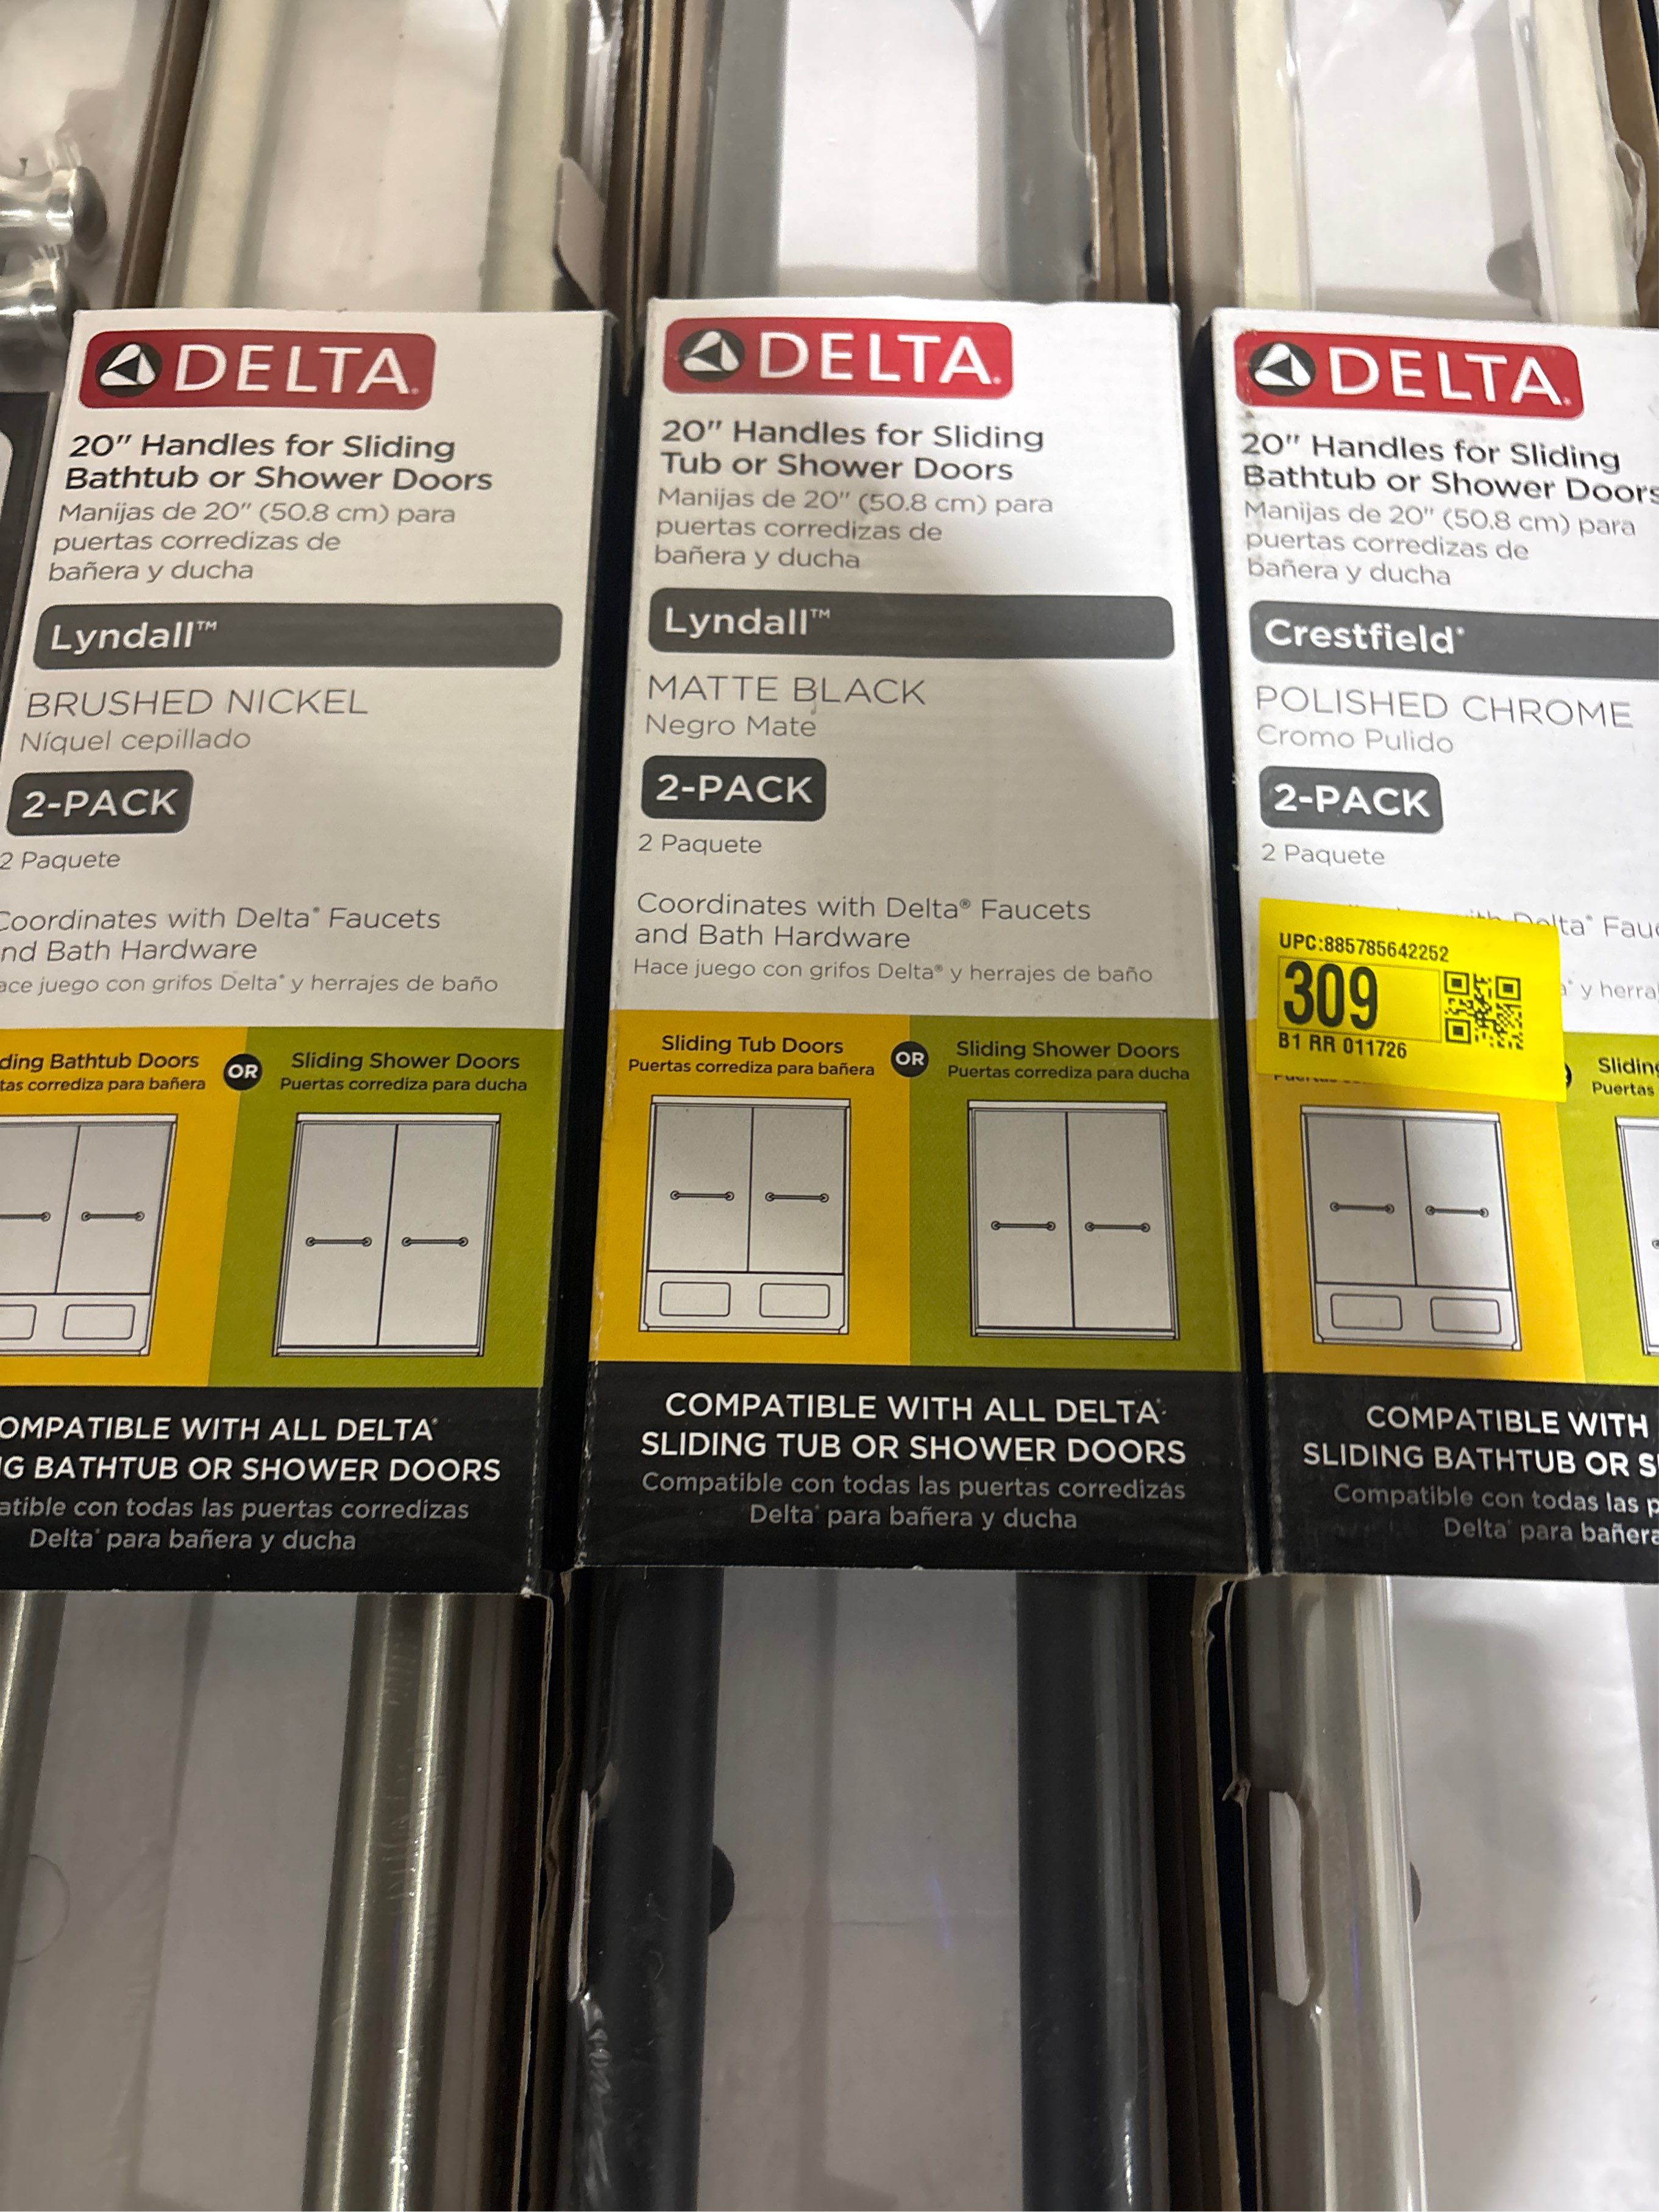 DELTA
20" Handles for Sliding
Bathtub or Shower Doors
Manijas de 20" (50.8 cm) para
puertas corredizas de
bañera y ducha
Lyndall™
BRUSHED NICKEL
Níquel cepillado
2-PACK
2 Paquete
Coordinates with Delta® Faucets
nd Bath Hardware
ace juego con grifos Delta® y herrajes de baño
ding Bathtub Doors
tas corrediza para bañera
OR
Sliding Shower Doors
Puertas corrediza para ducha
OMPATIBLE WITH ALL DELTA®
G BATHTUB OR SHOWER DOORS
atible con todas las puertas corredizas
Delta® para bañera y ducha
DELTA
20" Handles for Sliding
Tub or Shower Doors
Manijas de 20" (50.8 cm) para
puertas corredizas de
bañera y ducha
Lyndall™
MATTE BLACK
Negro Mate
2-PACK
2 Paquete
Coordinates with Delta® Faucets
and Bath Hardware
Hace juego con grifos Delta® y herrajes de baño
Sliding Tub Doors
Puertas corrediza para bañera
OR
Sliding Shower Doors
Puertas corrediza para ducha
COMPATIBLE WITH ALL DELTA®
SLIDING TUB OR SHOWER DOORS
Compatible con todas las puertas corredizas
Delta® para bañera y ducha
DELTA
20" Handles for Sliding
Bathtub or Shower Doors
Manijas de 20" (50.8 cm) para
puertas corredizas de
bañera y ducha
Crestfield®
POLISHED CHROME
Cromo Pulido
2-PACK
2 Paquete
with Delta® Fauc
y herra
UPC:885785642252
309
B1 RR 011726
Sliding
Puertas
COMPATIBLE WITH
SLIDING BATHTUB OR S
Compatible con todas las p
Delta® para bañera